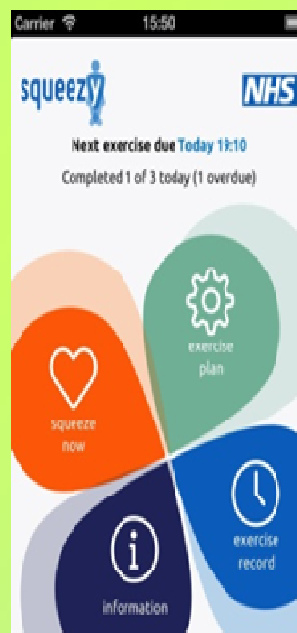 Carrier 15:50
squeezy NHS
Next exercise due Today 19:10
Completed 1 of 3 today (1 overdue)
exercise
plan
squeeze
now
exercise
record
information